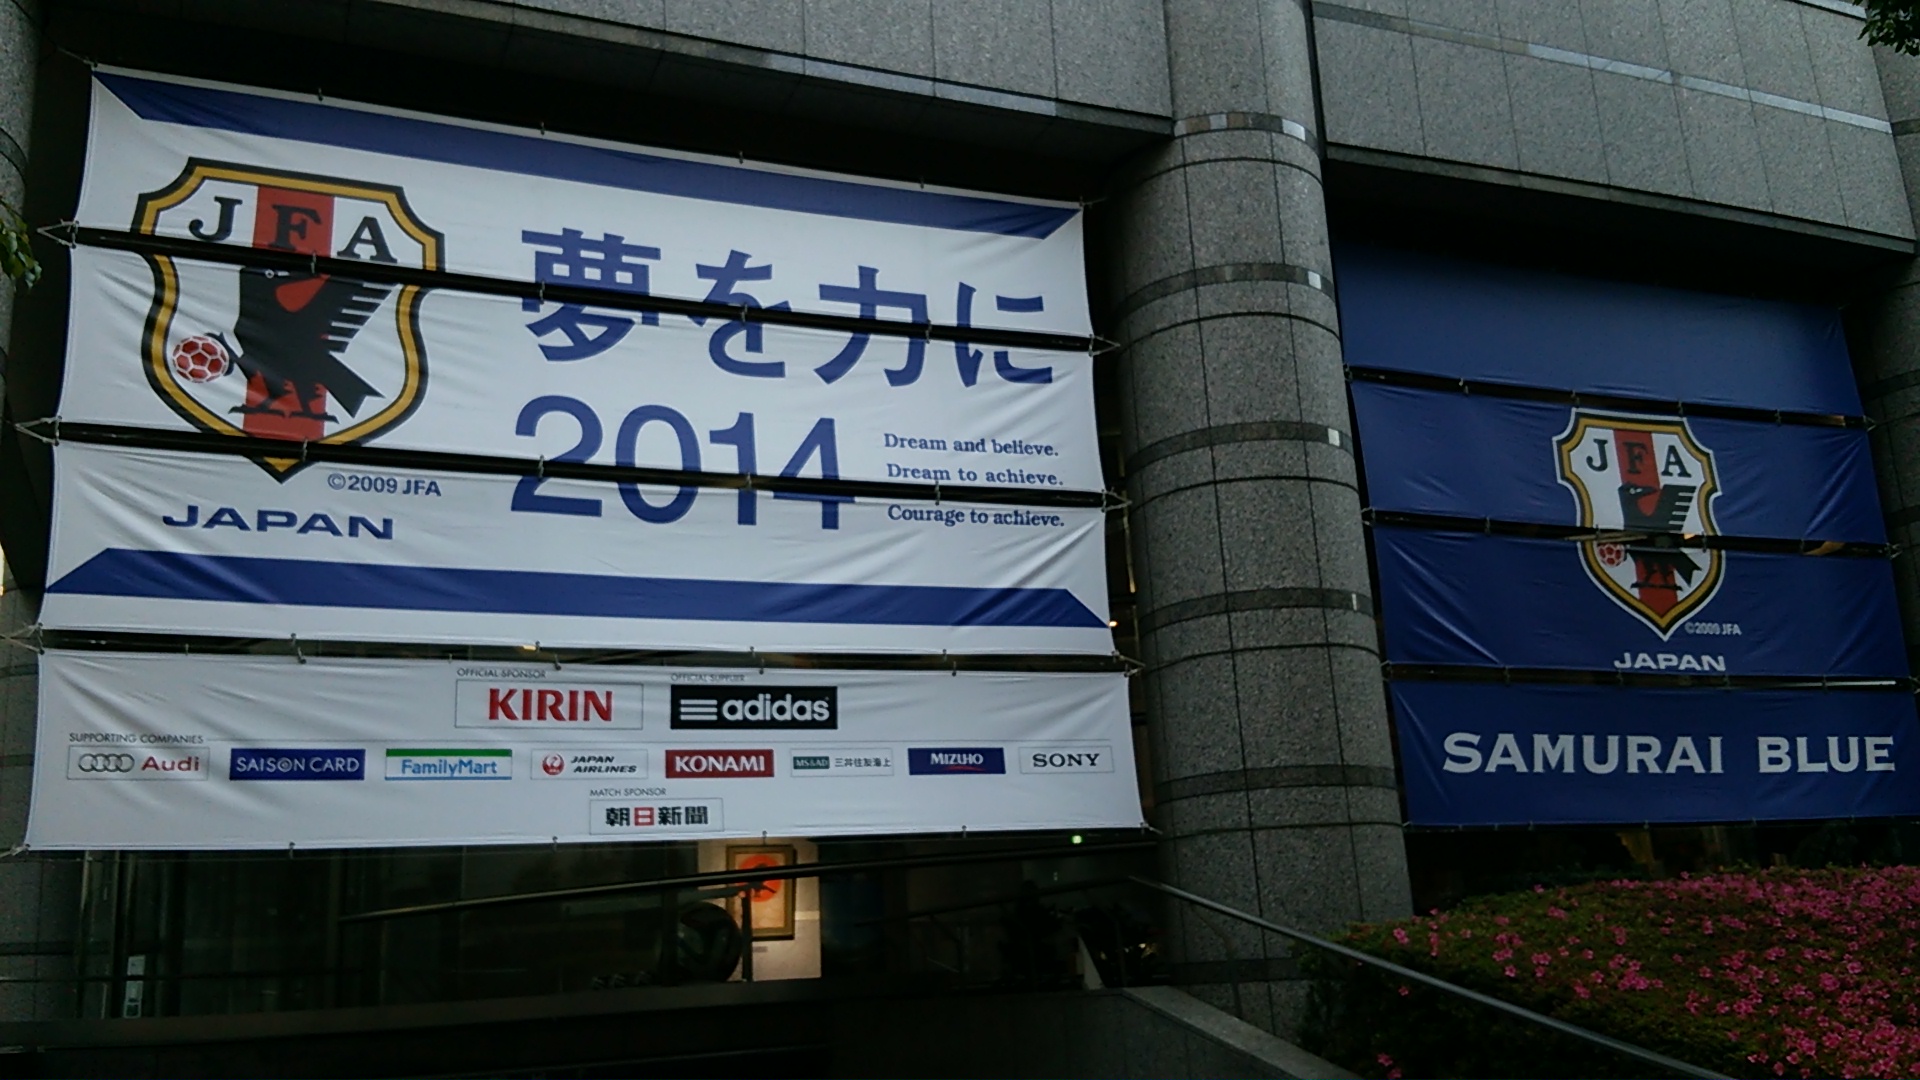 JFA
夢を力に
2014
Dream and believe.
Dream to achieve.
Courage to achieve.
©2009 JFA
JAPAN
OFFICIAL SPONSOR
KIRIN
OFFICIAL SUPPLIER
adidas
SUPPORTING COMPANIES
Audi
SAISON CARD
FamilyMart
JAPAN AIRLINES
KONAMI
MS&AD 三井住友海上
MIZUHO
SONY
MATCH SPONSOR
朝日新聞
JFA
©2009 JFA
JAPAN
SAMURAI BLUE